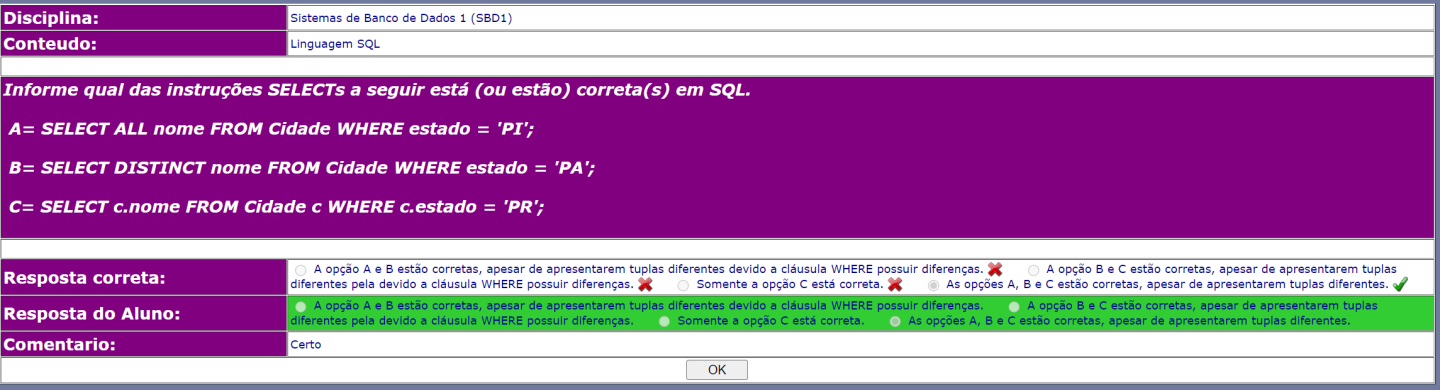 Disciplina: Sistemas de Banco de Dados 1 (SBD1)
Conteudo: Linguagem SQL
Informe qual das instruções SELECTs a seguir está (ou estão) correta(s) em SQL.
A= SELECT ALL nome FROM Cidade WHERE estado = 'PI';
B= SELECT DISTINCT nome FROM Cidade WHERE estado = 'PA';
C= SELECT c.nome FROM Cidade c WHERE c.estado = 'PR';
Resposta correta: A opção A e B estão corretas, apesar de apresentarem tuplas diferentes devido a cláusula WHERE possuir diferenças. A opção B e C estão corretas, apesar de apresentarem tuplas
diferentes pela devido a cláusula WHERE possuir diferenças. Somente a opção C está correta. As opções A, B e C estão corretas, apesar de apresentarem tuplas diferentes.
Resposta do Aluno: A opção A e B estão corretas, apesar de apresentarem tuplas diferentes devido a cláusula WHERE possuir diferenças. A opção B e C estão corretas, apesar de apresentarem tuplas
diferentes pela devido a cláusula WHERE possuir diferenças. Somente a opção C está correta. As opções A, B e C estão corretas, apesar de apresentarem tuplas diferentes.
Comentario: Certo
OK